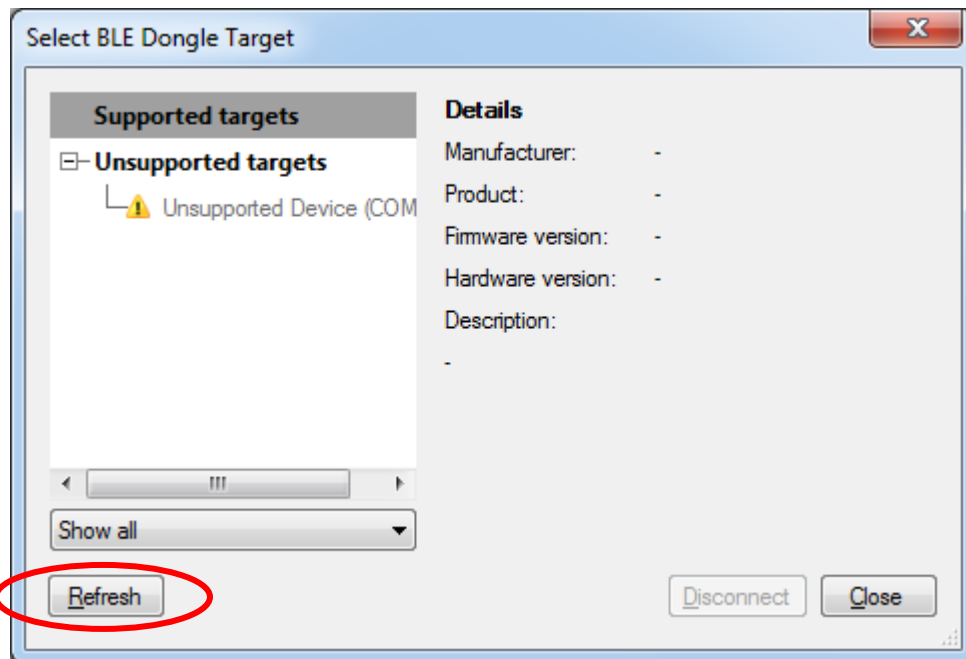 Select BLE Dongle Target
Supported targets
Unsupported targets
Unsupported Device (COM
Show all
Refresh
Details
Manufacturer: -
Product: -
Firmware version: -
Hardware version: -
Description:
-
Disconnect
Close